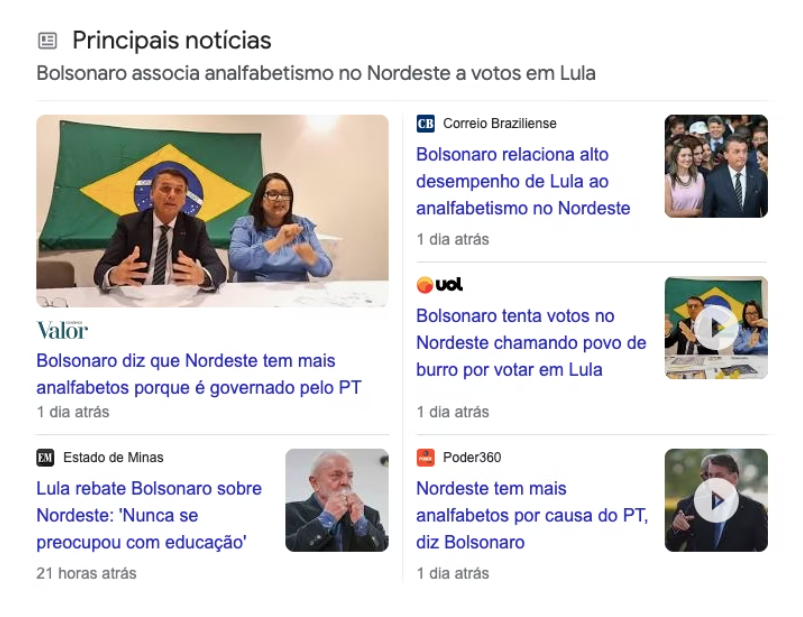 Principais notícias
Bolsonaro associa analfabetismo no Nordeste a votos em Lula
Valor
Bolsonaro diz que Nordeste tem mais
analfabetos porque é governado pelo PT
1 dia atrás
CB Correio Braziliense
Bolsonaro relaciona alto
desempenho de Lula ao
analfabetismo no Nordeste
1 dia atrás
uol
Bolsonaro tenta votos no
Nordeste chamando povo de
burro por votar em Lula
1 dia atrás
EM Estado de Minas
Lula rebate Bolsonaro sobre
Nordeste: 'Nunca se
preocupou com educação'
21 horas atrás
Poder360
Nordeste tem mais
analfabetos por causa do PT,
diz Bolsonaro
1 dia atrás